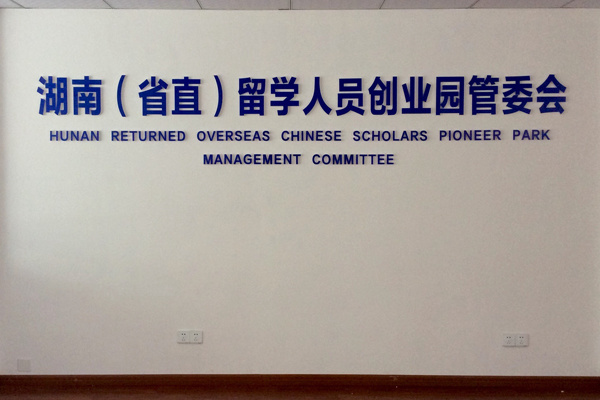 湖南（省直）留学人员创业园管委会
HUNAN RETURNED OVERSEAS CHINESE SCHOLARS PIONEER PARK
MANAGEMENT COMMITTEE